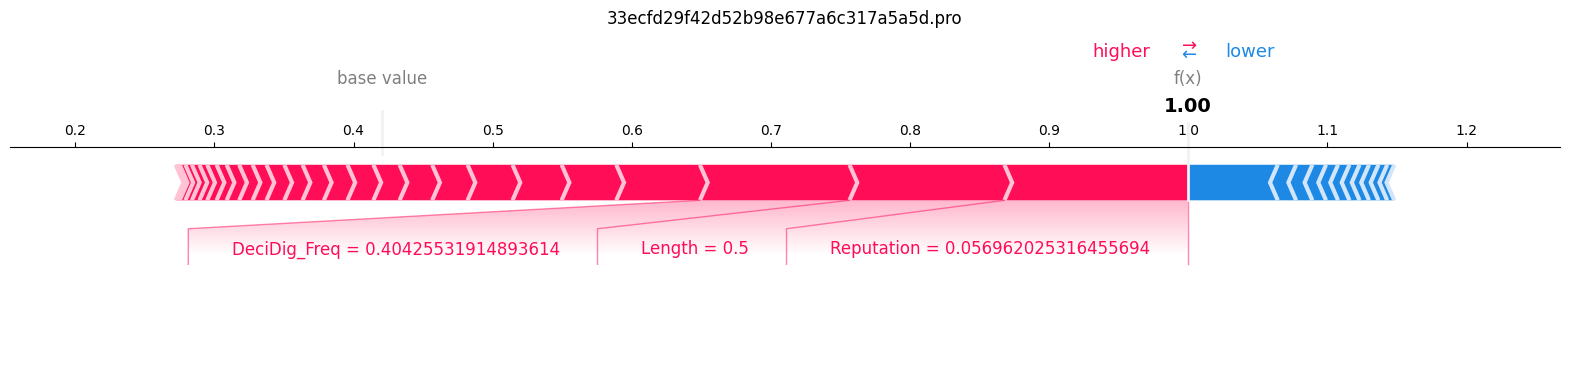 33ecfd29f42d52b98e677a6c317a5a5d.pro
higher ⇄ lower
base value f(x)
1.00
0.2 0.3 0.4 0.5 0.6 0.7 0.8 0.9 1.0 1.1 1.2
DeciDig_Freq = 0.40425531914893614 Length = 0.5 Reputation = 0.056962025316455694